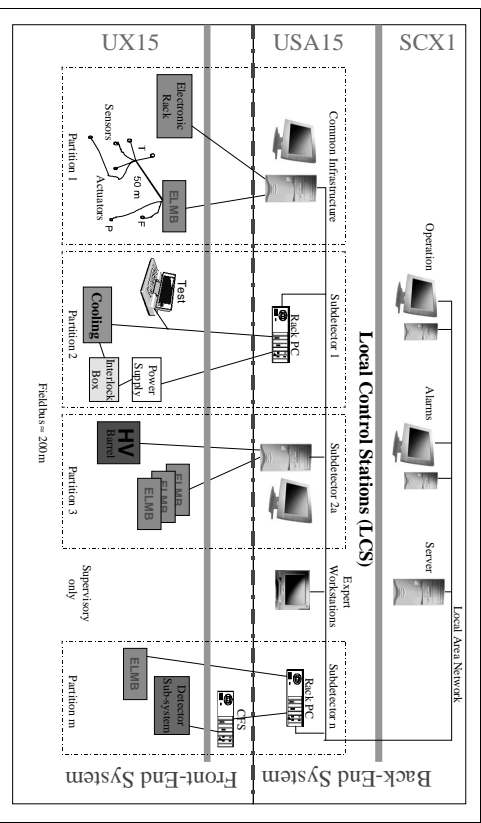 SCX1
Operation
Alarms
Server
Local Area Network
Back-End System
Local Control Stations (LCS)
USA15
Common Infrastructure
Subdetector 1
Rack PC
Subdetector 2a
Expert
Workstations
Subdetector n
Rack PC
UX15
Front-End System
CFS
Electronic
Rack
ELMB
50 m
T
F
P
Sensors
Actuators
Partition 1
Test
Cooling
Power
Supply
Interlock
Box
Partition 2
HV
Barrel
ELMB
ELMB
Partition 3
Supervisory
only
ELMB
Detector
Sub-system
Partition m
Fieldbus ≈ 200m